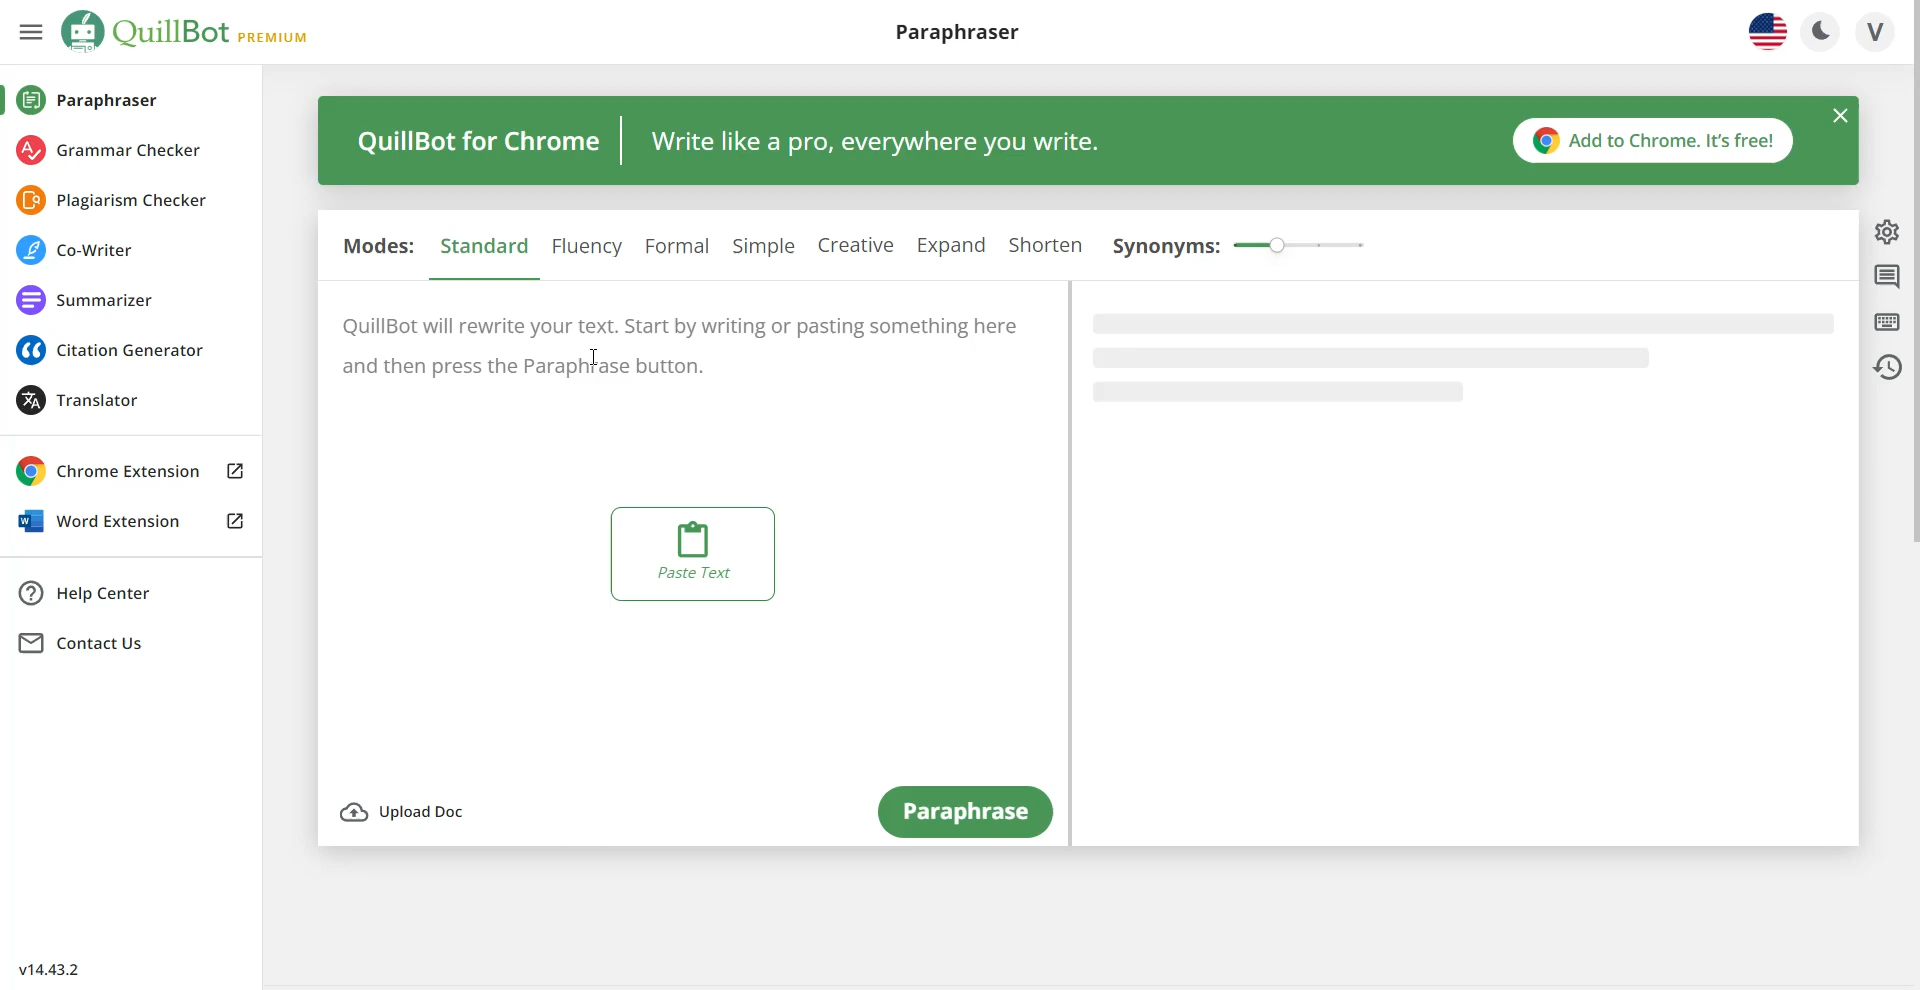 QuillBot PREMIUM
Paraphraser
V
Paraphraser
Grammar Checker
Plagiarism Checker
Co-Writer
Summarizer
Citation Generator
Translator
Chrome Extension
Word Extension
Help Center
Contact Us
v14.43.2
QuillBot for Chrome
Write like a pro, everywhere you write.
Add to Chrome. It's free!
Modes: Standard Fluency Formal Simple Creative Expand Shorten Synonyms:
QuillBot will rewrite your text. Start by writing or pasting something here
and then press the Paraphrase button.
Paste Text
Upload Doc
Paraphrase